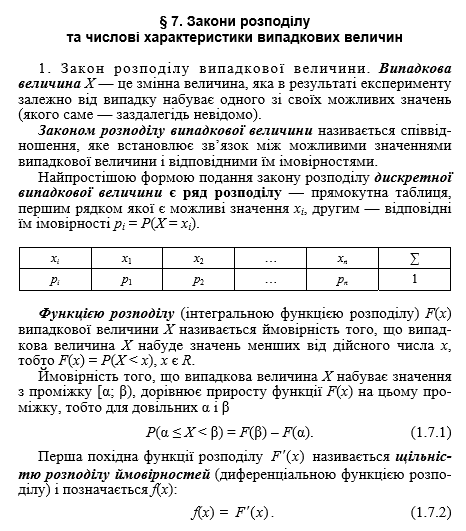 § 7. Закони розподілу
та числові характеристики випадкових величин
1. Закон розподілу випадкової величини. Випадкова
величина X — це змінна величина, яка в результаті експерименту
залежно від випадку набуває одного зі своїх можливих значень
(якого саме — заздалегідь невідомо).
Законом розподілу випадкової величини називається співвід-
ношення, яке встановлює зв’язок між можливими значеннями
випадкової величини і відповідними їм імовірностями.
Найпростішою формою подання закону розподілу дискретної
випадкової величини є ряд розподілу — прямокутна таблиця,
першим рядком якої є можливі значення xᵢ, другим — відповідні
їм імовірності pᵢ = P(X = xᵢ).
xᵢ x₁ x₂ … xₙ ∑
pᵢ p₁ p₂ … pₙ 1
Функцією розподілу (інтегральною функцією розподілу) F(x)
випадкової величини X називається ймовірність того, що випад-
кова величина X набуде значень менших від дійсного числа x,
тобто F(x) = P(X < x), x є R.
Ймовірність того, що випадкова величина X набуває значення
з проміжку [α; β), дорівнює приросту функції F(x) на цьому про-
міжку, тобто для довільних α і β
P(α ≤ X < β) = F(β) – F(α). (1.7.1)
Перша похідна функції розподілу F′(x) називається щільніс-
тю розподілу ймовірностей (диференціальною функцією розпо-
ділу) і позначається f(x):
f(x) = F′(x). (1.7.2)